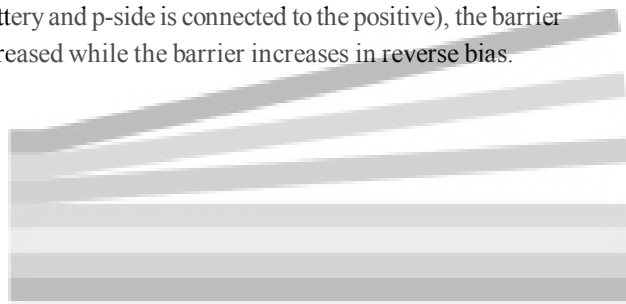 ttery and p-side is connected to the positive), the barrier
reased while the barrier increases in reverse bias.